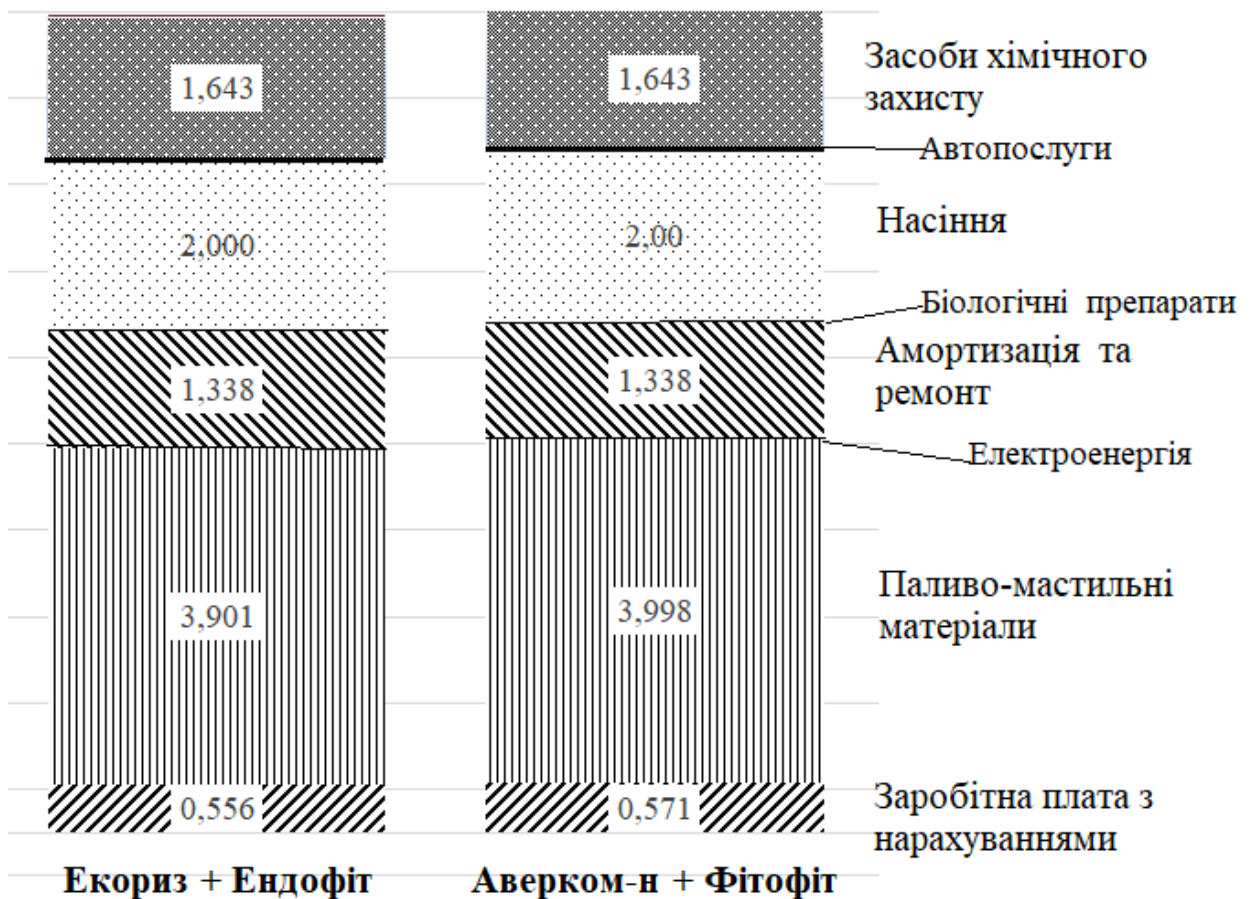 1,643
1,643
Засоби хімічного
захисту
Автопослуги
2,000
2,00
Насіння
Біологічні препарати
1,338
1,338
Амортизація та
ремонт
Електроенергія
3,901
3,998
Паливо-мастильні
матеріали
0,556
0,571
Заробітна плата з
нарахуваннями
Екориз + Ендофіт
Аверком-н + Фітофіт